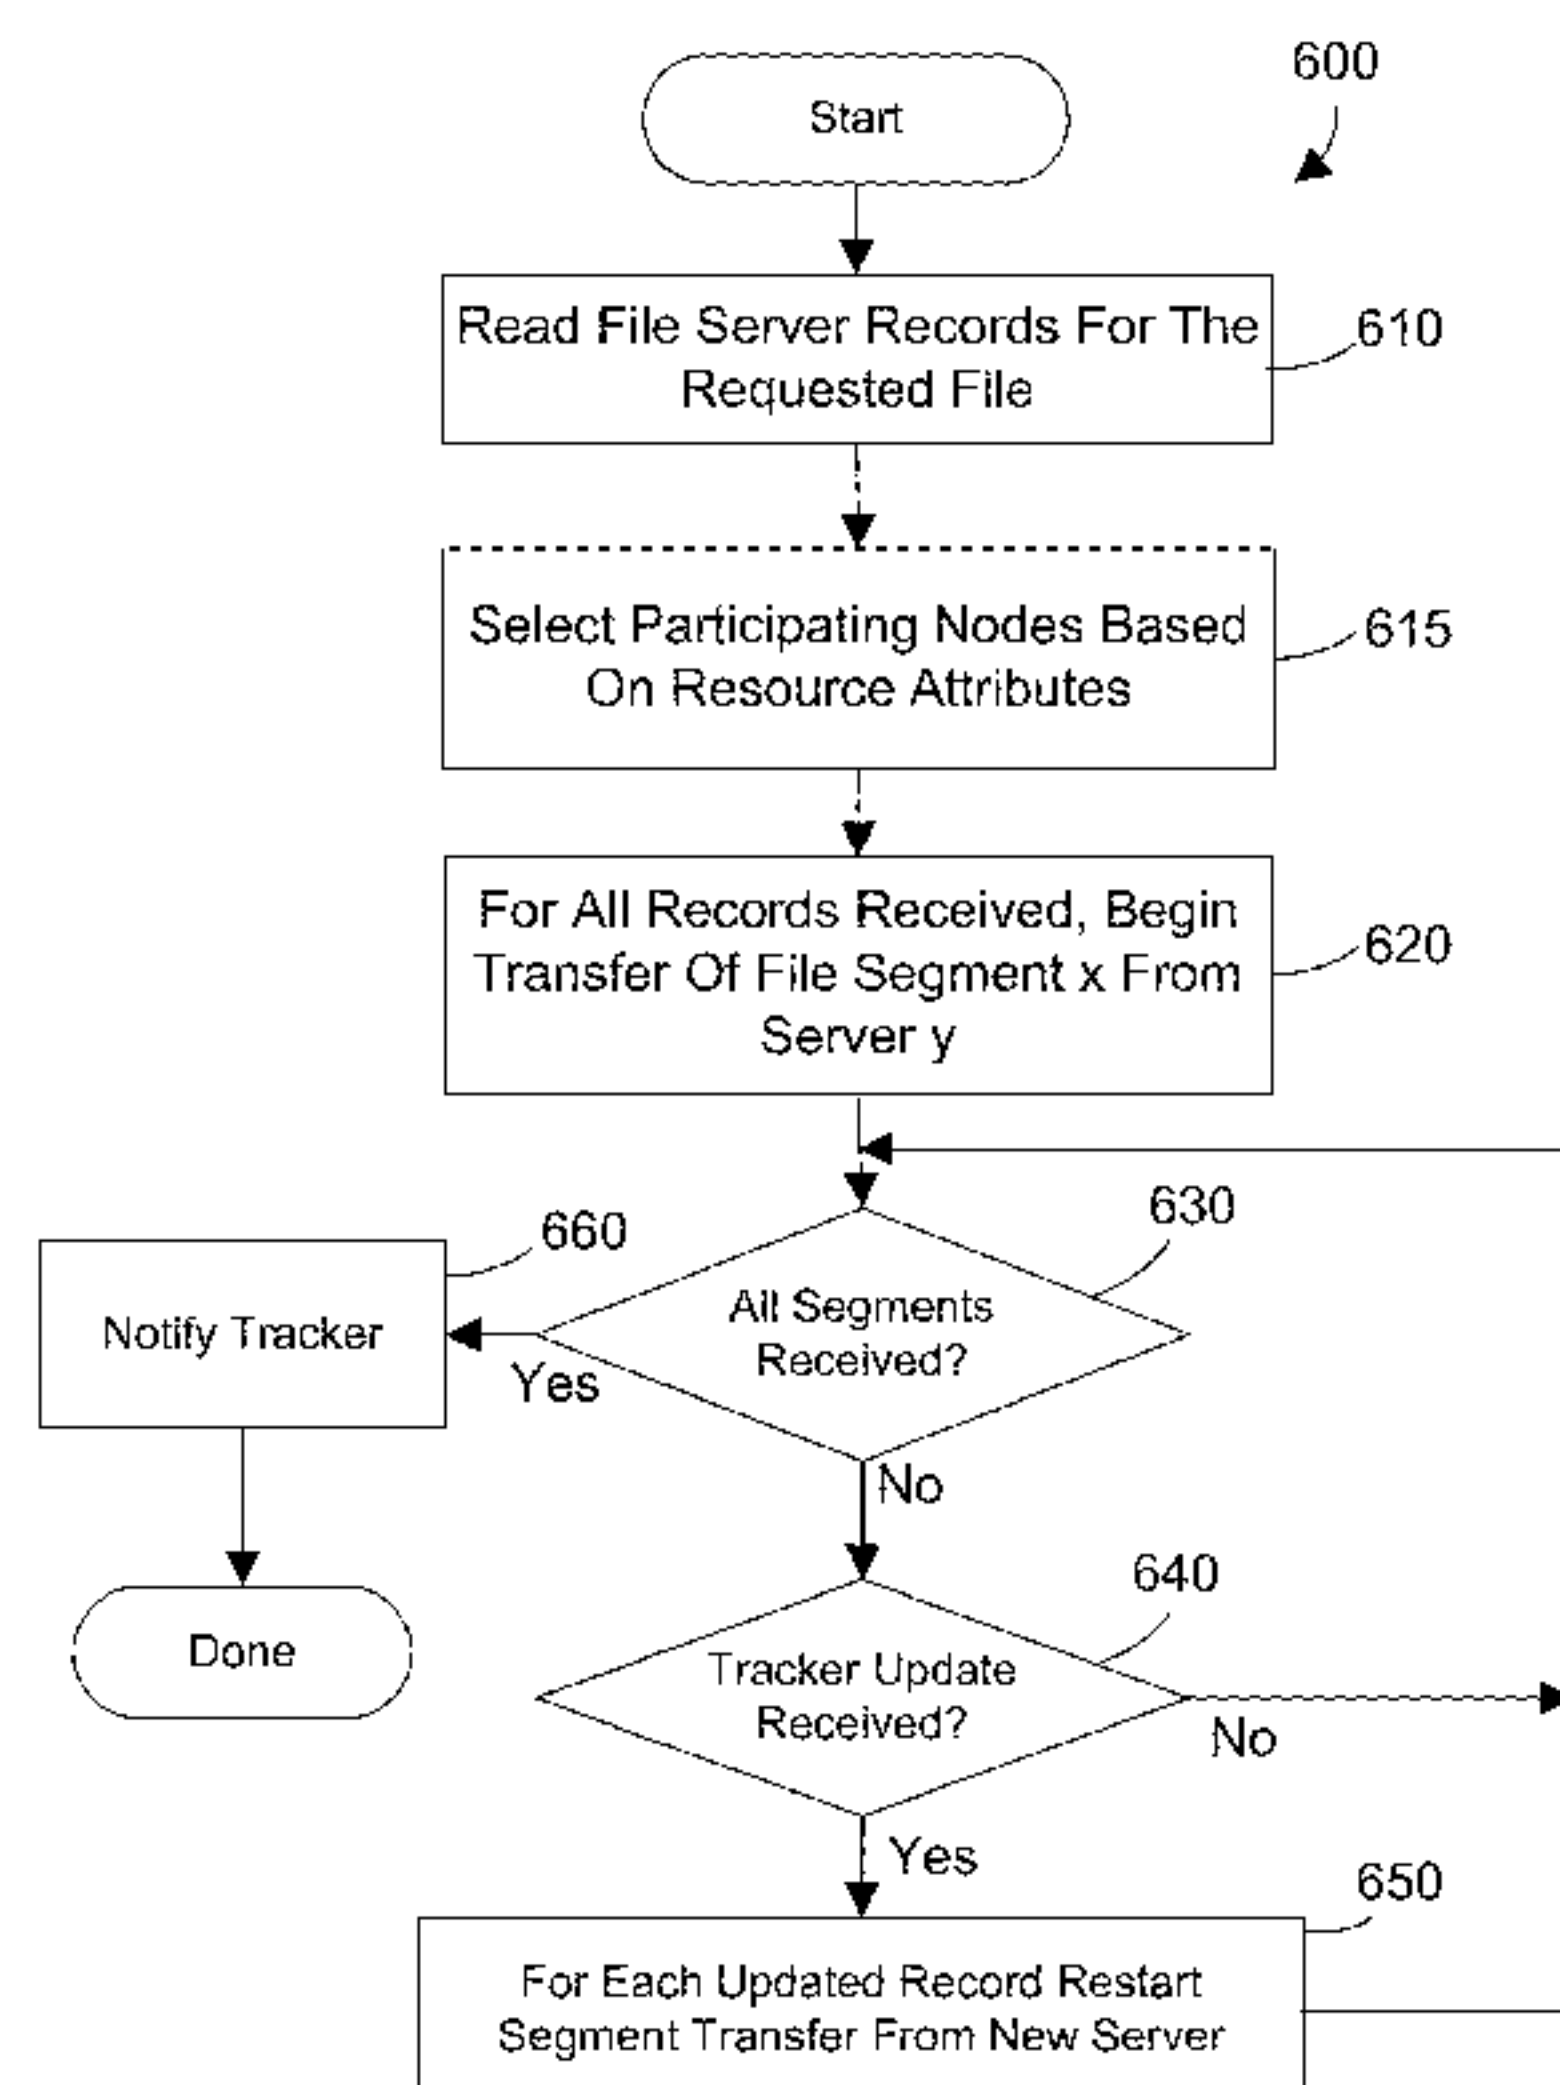 600
Start
Read File Server Records For The
Requested File
610
Select Participating Nodes Based
On Resource Attributes
615
For All Records Received, Begin
Transfer Of File Segment x From
Server y
620
630
660
All Segments
Received?
Notify Tracker
Yes
No
640
Done
Tracker Update
Received?
No
Yes
650
For Each Updated Record Restart
Segment Transfer From New Server